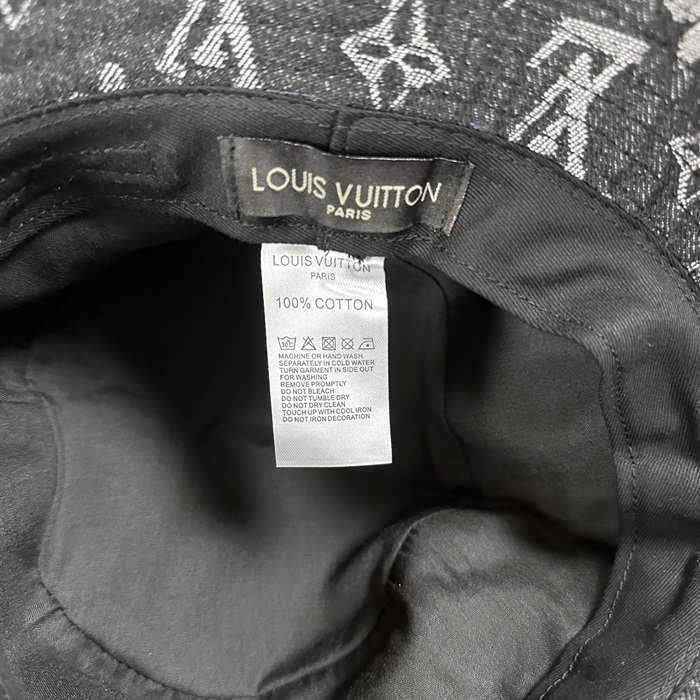 LOUIS VUITTON
PARIS
LOUIS VUITTON
PARIS
100% COTTON
30°C
MACHINE OR HAND WASH
SEPARATELY IN COLD WATER
TURN GARMENT IN SIDE OUT
FOR WASHING
REMOVE PROMPTLY
DO NOT BLEACH
DO NOT TUMBLE DRY
DO NOT DRY CLEAN
TOUCH UP WITH COOL IRON
DO NOT IRON DECORATION